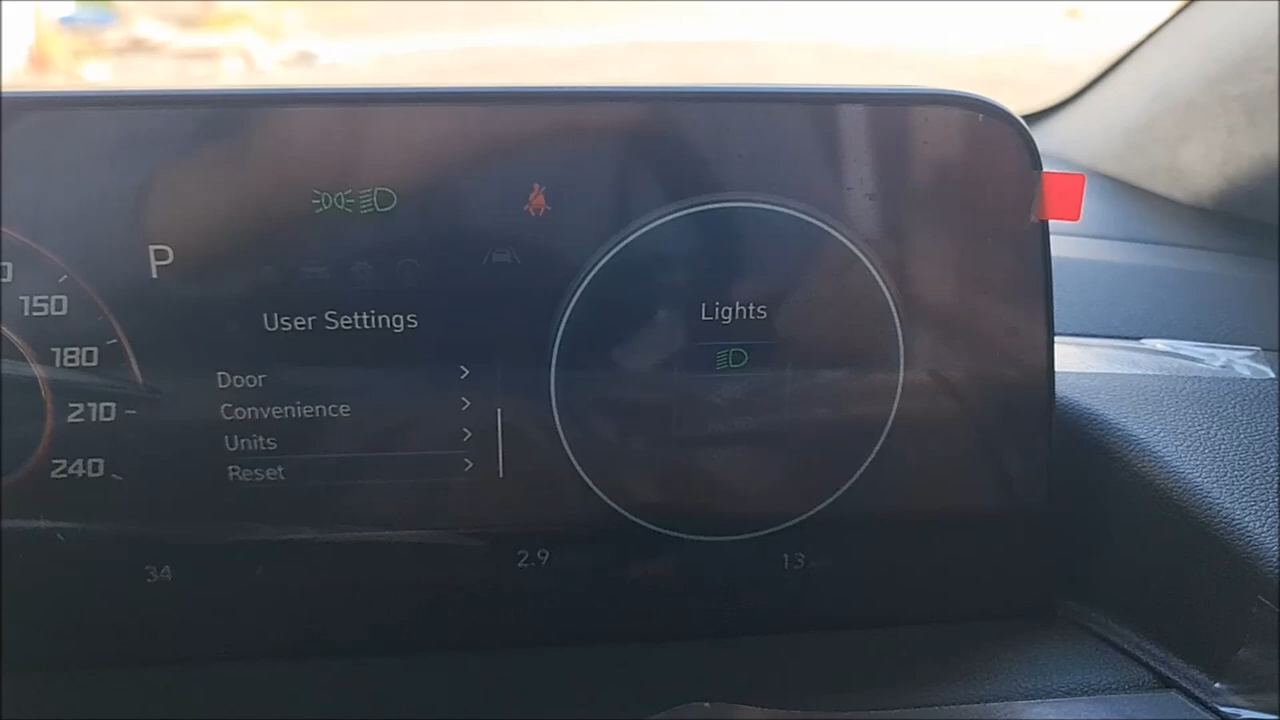 P
150
180
210
240
User Settings
Door
Convenience
Units
Reset
Lights
34
2.9
13